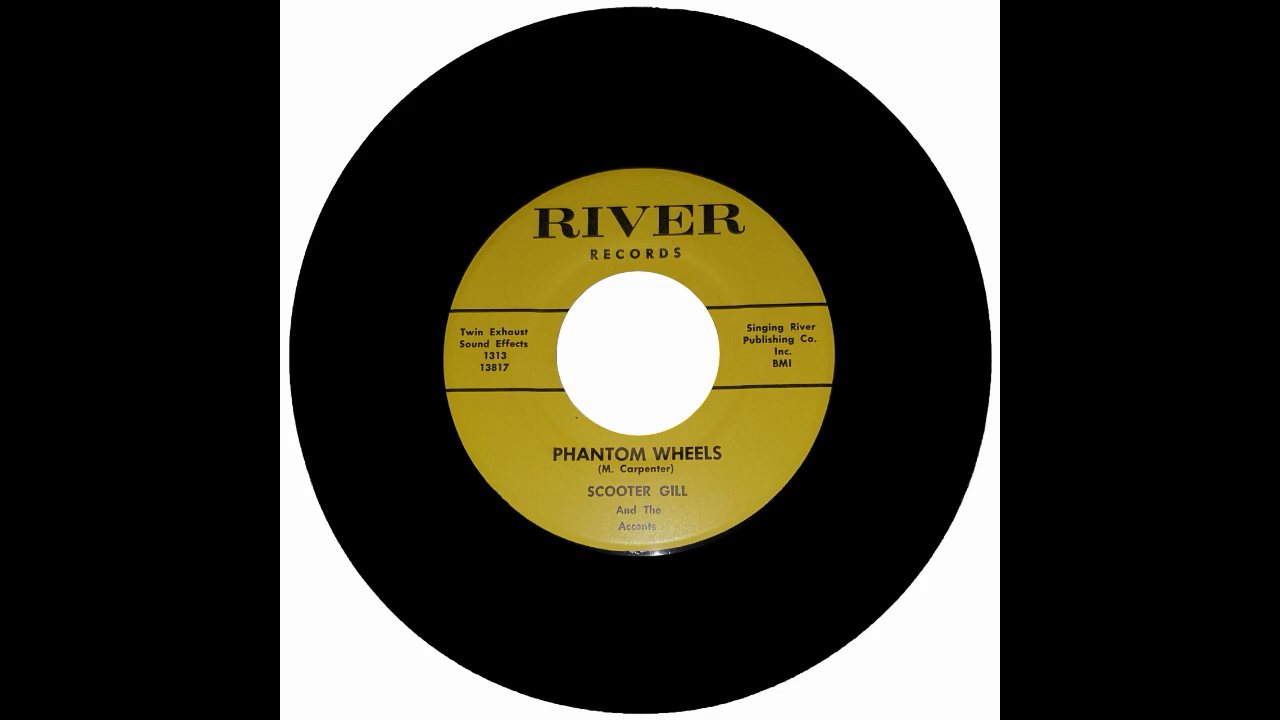 RIVER
RECORDS
Twin Exhaust
Sound Effects
1313
13817
Singing River
Publishing Co.
Inc.
BMI
PHANTOM WHEELS
(M. Carpenter)
SCOOTER GILL
And The
Accents